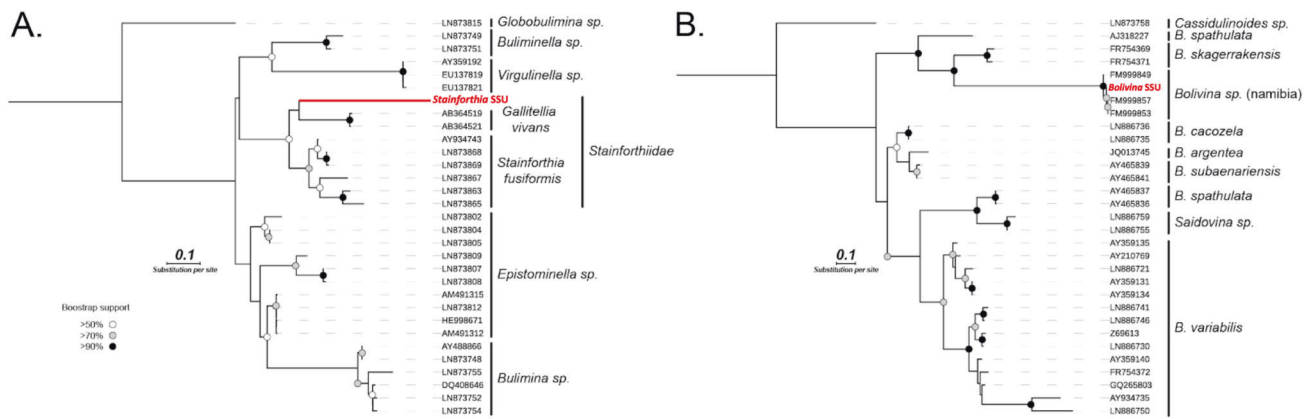 A.
LN873815
Globobulimina sp.
LN873749
LN873751
Buliminella sp.
AY359192
EU137819
EU137821
Virgulinella sp.
Stainforthia SSU
AB364519
AB364521
Gallitellia
vivans
AY934743
LN873868
LN873869
LN873867
LN873863
LN873865
Stainforthia
fusiformis
Stainforthiidae
LN873802
LN873804
LN873805
LN873809
LN873807
LN873808
AM491315
LN873812
HE998671
AM491312
Epistominella sp.
AY488866
LN873748
LN873755
DQ408646
LN873752
LN873754
Bulimina sp.
0.1
Substitution per site
Boostrap support
>50%
>70%
>90%
B.
LN873758
Cassidulinoides sp.
AJ318227
B. spathulata
FR754369
FR754371
B. skagerrakensis
FM999849
Bolivina SSU
FM999857
FM999853
Bolivina sp. (namibia)
LN886736
LN886735
B. cacozela
JQ013745
B. argentea
AY465839
AY465841
B. subaenariensis
AY465837
AY465836
B. spathulata
LN886759
LN886755
Saidovina sp.
AY359135
AY210769
LN886721
AY359131
AY359134
LN886741
LN886746
Z69613
LN886730
AY359140
FR754372
GQ265803
AY934735
LN886750
B. variabilis
0.1
Substitution per site